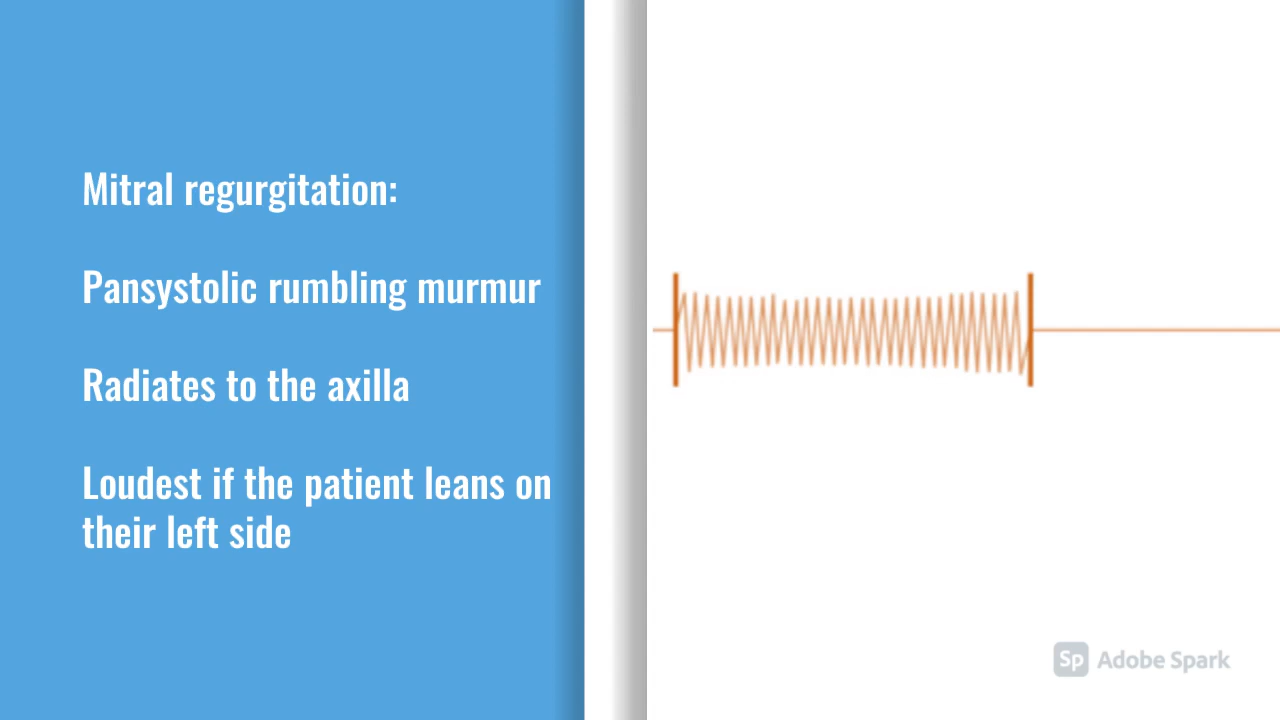 Mitral regurgitation:
Pansystolic rumbling murmur
Radiates to the axilla
Loudest if the patient leans on
their left side
Sp Adobe Spark